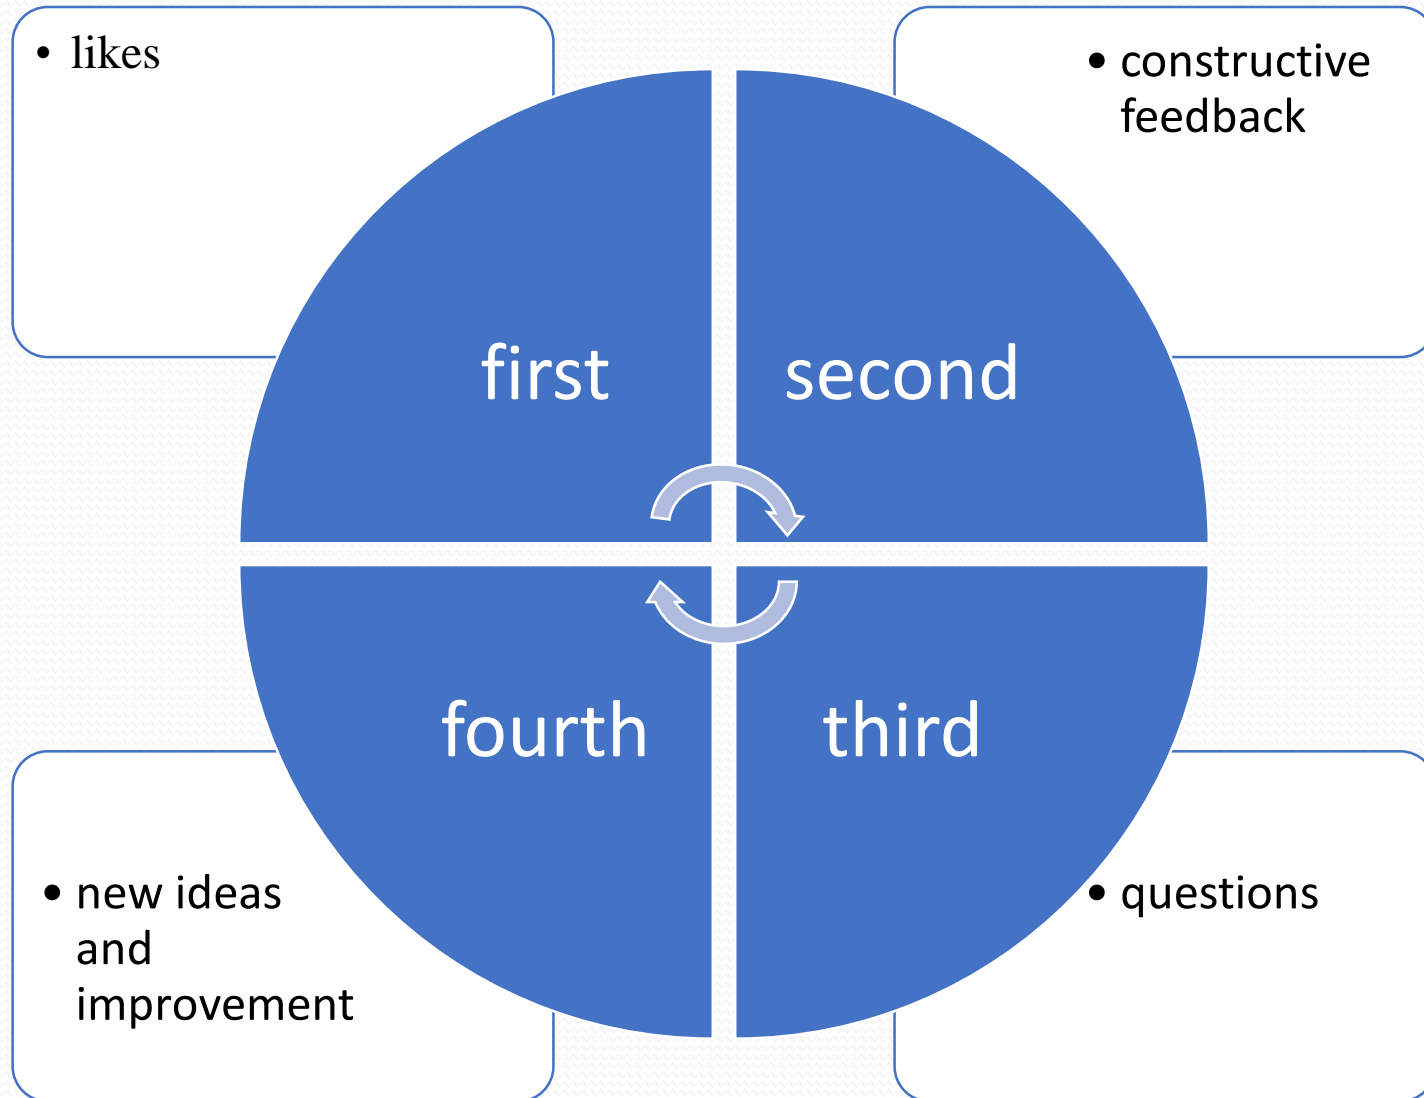 • likes
• constructive
feedback
first
second
fourth
third
• new ideas
and
improvement
• questions